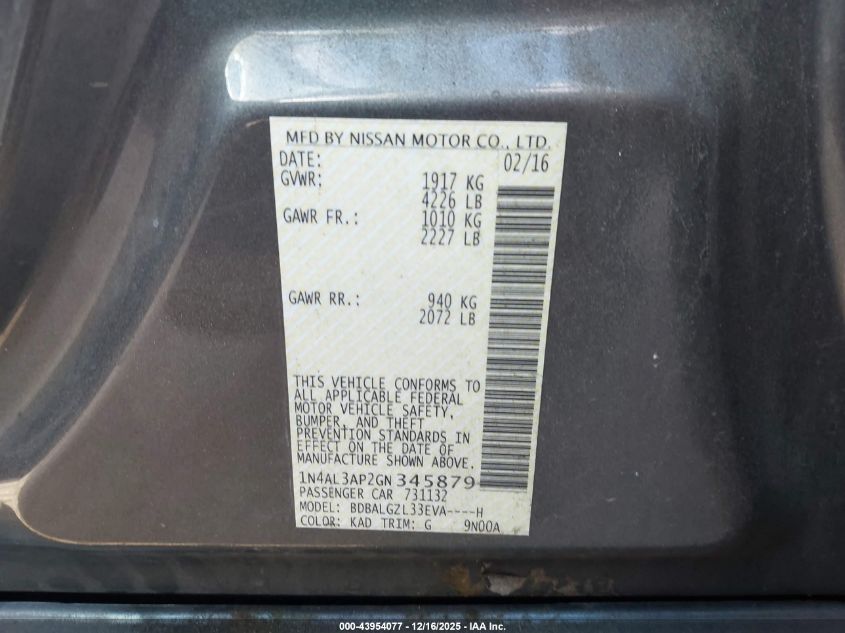 MFD BY NISSAN MOTOR CO., LTD.
DATE: 02/16
GVWR: 1917 KG
4226 LB
GAWR FR.: 1010 KG
2227 LB
GAWR RR.: 940 KG
2072 LB
THIS VEHICLE CONFORMS TO
ALL APPLICABLE FEDERAL
MOTOR VEHICLE SAFETY,
BUMPER, AND THEFT
PREVENTION STANDARDS IN
EFFECT ON THE DATE OF
MANUFACTURE SHOWN ABOVE.
1N4AL3AP2GN345879
PASSENGER CAR 731132
MODEL: BDBALGZL33EVA----H
COLOR: KAD TRIM: G 9N00A
000-43954077 - 12/16/2025 - IAA Inc.